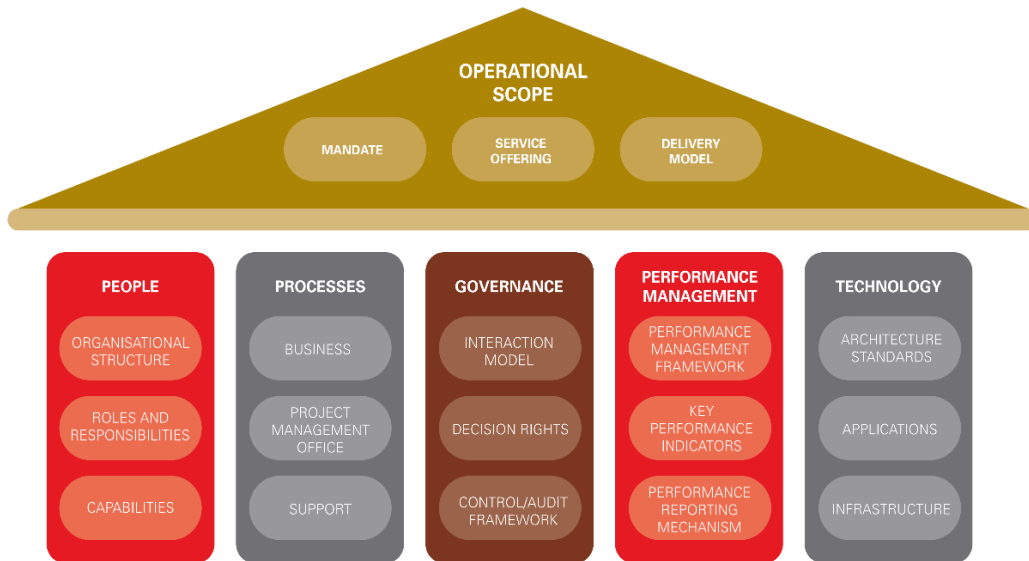 OPERATIONAL
SCOPE
MANDATE
SERVICE
OFFERING
DELIVERY
MODEL
PEOPLE
ORGANISATIONAL
STRUCTURE
ROLES AND
RESPONSIBILITIES
CAPABILITIES
PROCESSES
BUSINESS
PROJECT
MANAGEMENT
OFFICE
SUPPORT
GOVERNANCE
INTERACTION
MODEL
DECISION RIGHTS
CONTROL/AUDIT
FRAMEWORK
PERFORMANCE
MANAGEMENT
PERFORMANCE
MANAGEMENT
FRAMEWORK
KEY
PERFORMANCE
INDICATORS
PERFORMANCE
REPORTING
MECHANISM
TECHNOLOGY
ARCHITECTURE
STANDARDS
APPLICATIONS
INFRASTRUCTURE